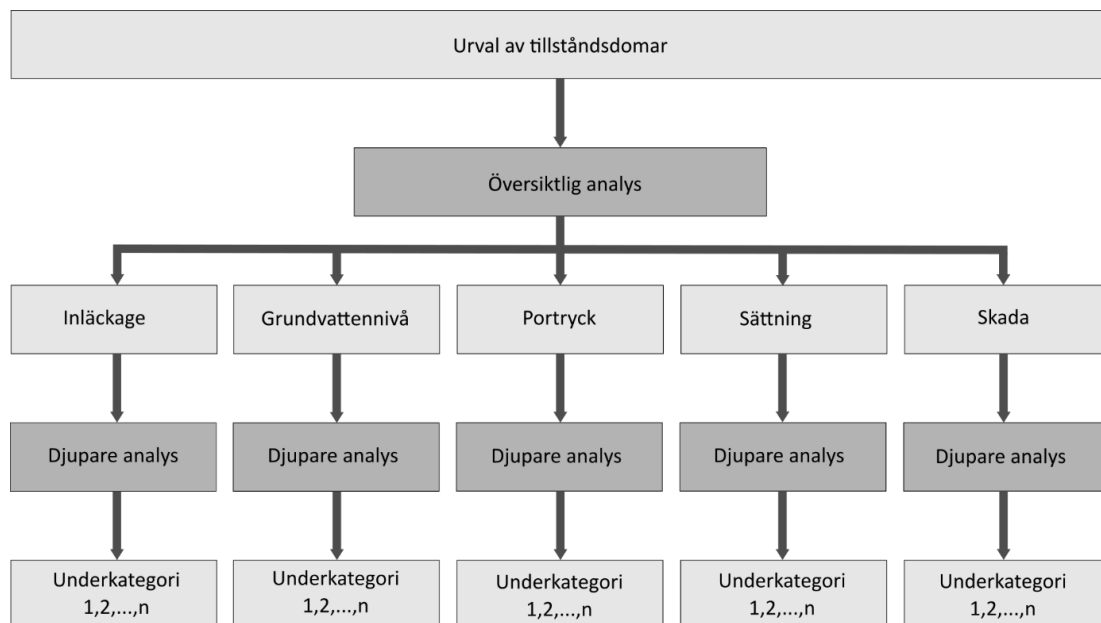 Urval av tillståndsdomar
Översiktlig analys
Inläckage
Grundvattennivå
Portryck
Sättning
Skada
Djupare analys
Djupare analys
Djupare analys
Djupare analys
Djupare analys
Underkategori
1,2,...,n
Underkategori
1,2,...,n
Underkategori
1,2,...,n
Underkategori
1,2,...,n
Underkategori
1,2,...,n